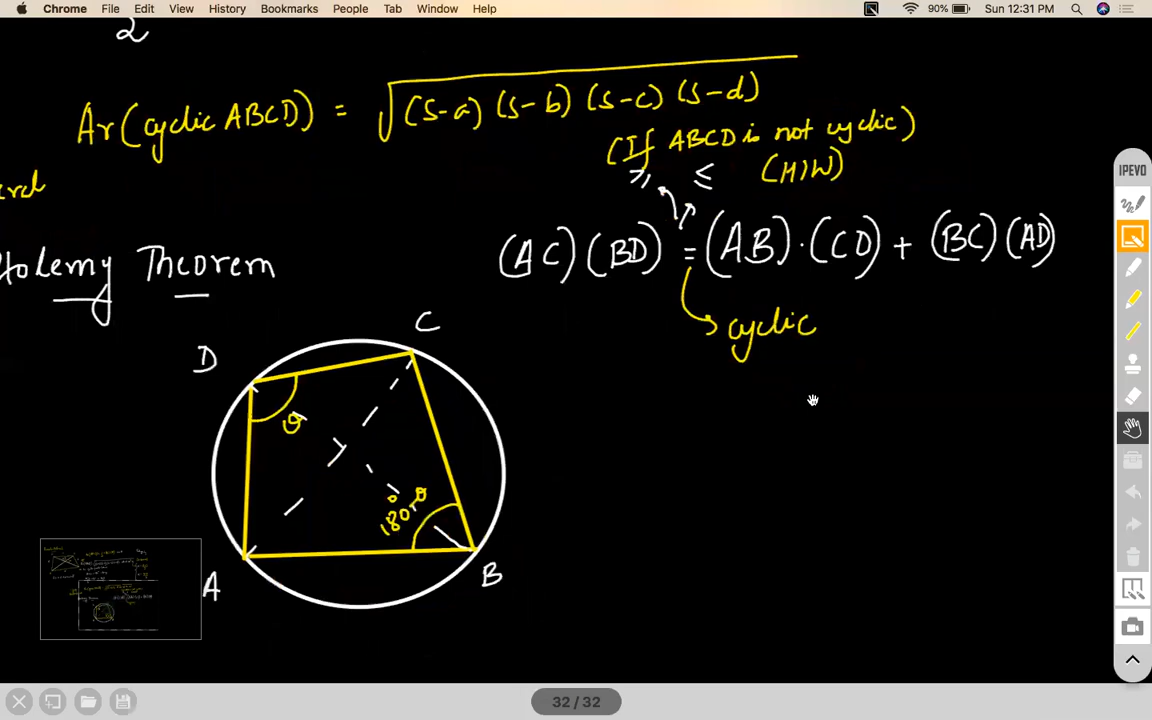 Chrome File Edit View History Bookmarks People Tab Window Help 90% Sun 12:31 PM
2
Ar(cyclic ABCD) = √(s-a) (s-b) (s-c) (s-d)
(If ABCD is not cyclic)
≥, ≤ (H/W)
(AC)(BD) = (AB)·(CD) + (BC)(AD)
olemy Theorem
cyclic
C
D
θ
180°-θ
A
B
IPEVO
32 / 32